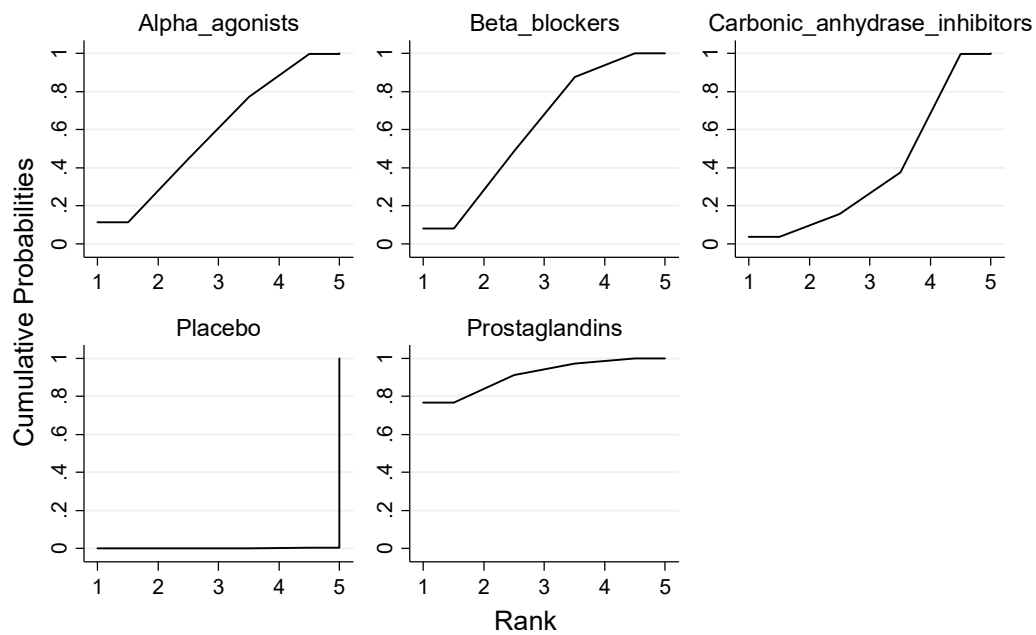 Alpha_agonists
Beta_blockers
Carbonic_anhydrase_inhibitors
1
.8
.6
.4
.2
0
1 2 3 4 5
1
.8
.6
.4
.2
0
1 2 3 4 5
1
.8
.6
.4
.2
0
1 2 3 4 5
Placebo
Prostaglandins
1
.8
.6
.4
.2
0
1 2 3 4 5
1
.8
.6
.4
.2
0
1 2 3 4 5
Cumulative Probabilities
Rank